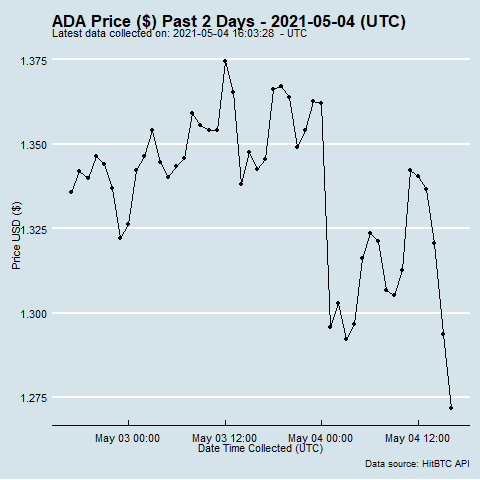 ADA Price ($) Past 2 Days - 2021-05-04 (UTC)
Latest data collected on: 2021-05-04 16:03:28 - UTC
1.375
1.350
1.325
1.300
1.275
Price USD ($)
May 03 00:00
May 03 12:00
May 04 00:00
May 04 12:00
Date Time Collected (UTC)
Data source: HitBTC API